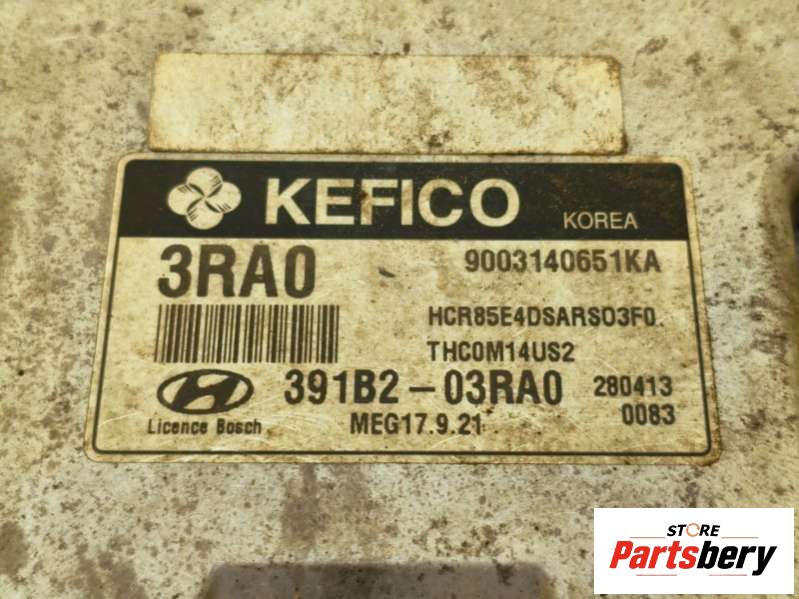 KEFICO KOREA
3RA0 9003140651KA
HCR85E4DSARS03F0
THC0M14US2
391B2-03RA0 280413
Licence Bosch MEG17.9.21 0083
STORE
Partsbery